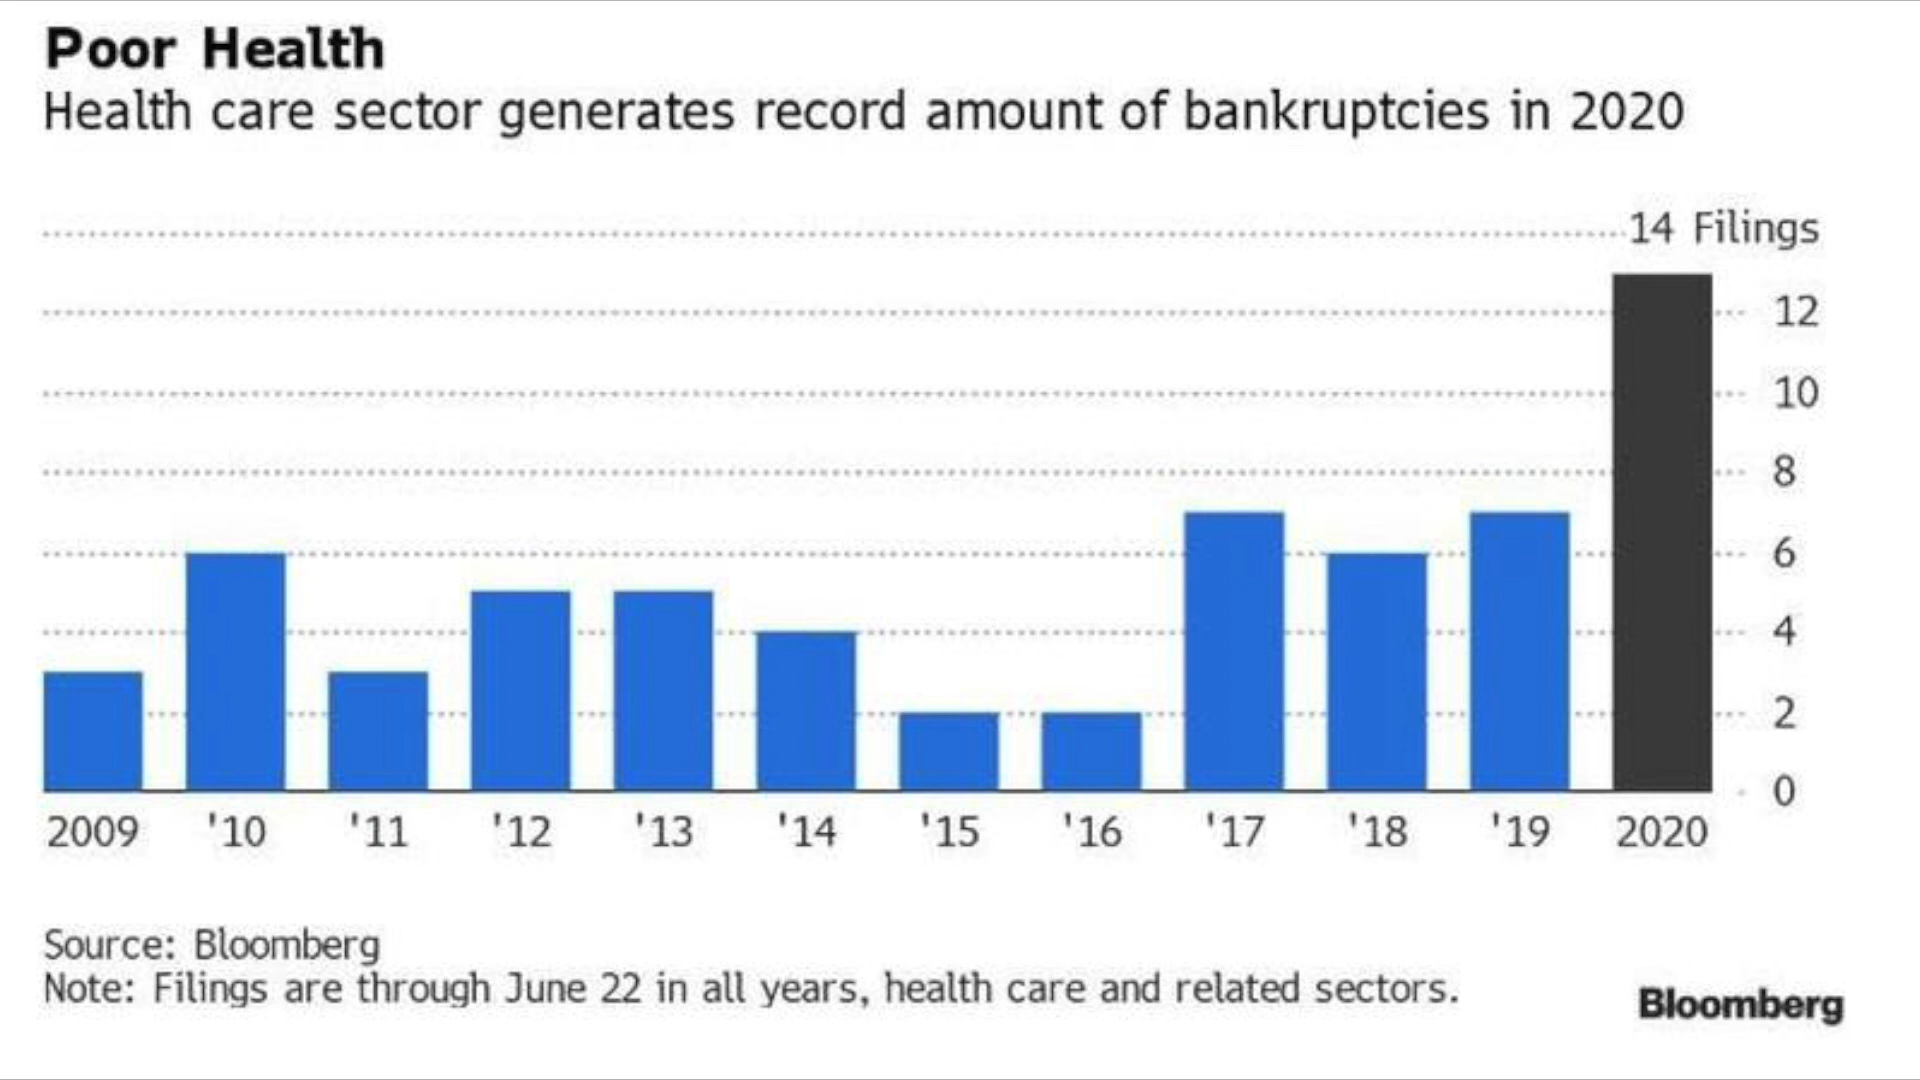 Poor Health
Health care sector generates record amount of bankruptcies in 2020
14 Filings
12
10
8
6
4
2
0
2009 '10 '11 '12 '13 '14 '15 '16 '17 '18 '19 2020
Source: Bloomberg
Note: Filings are through June 22 in all years, health care and related sectors.
Bloomberg